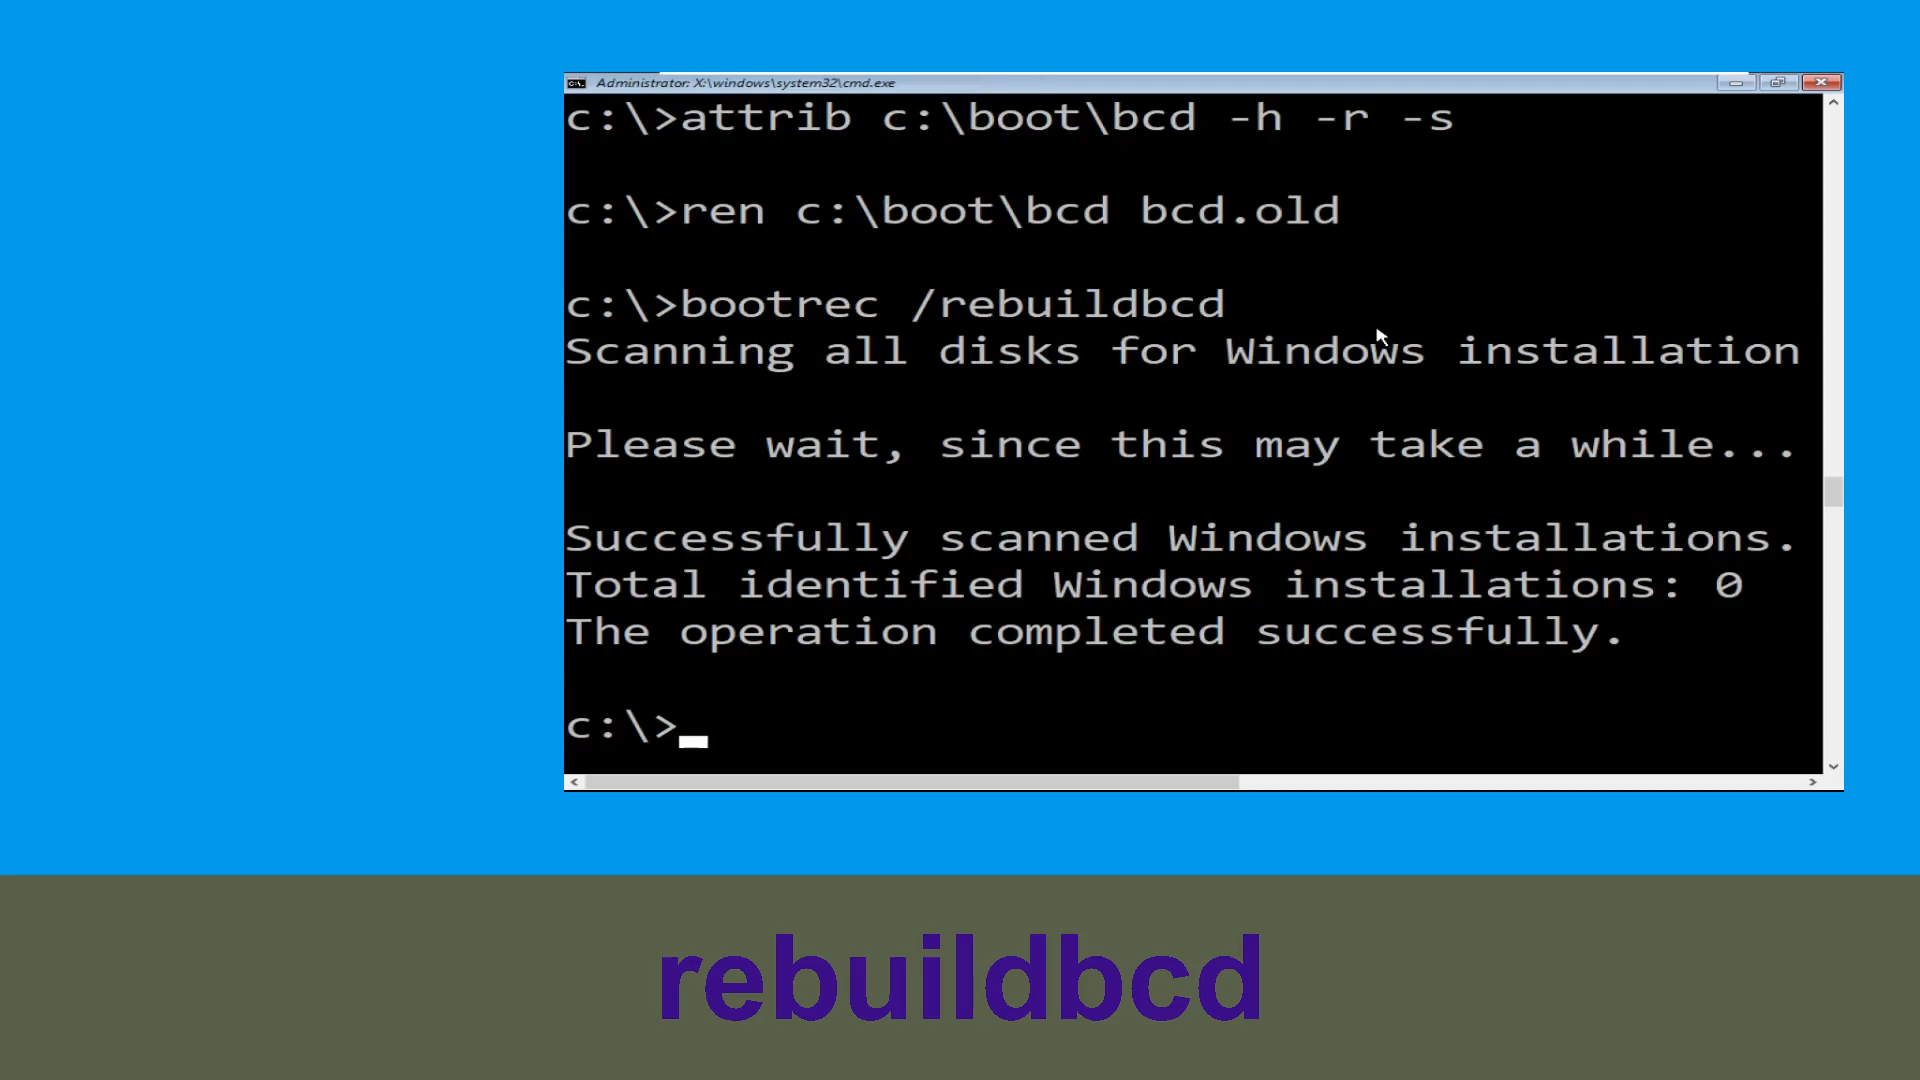 Administrator: X:\windows\system32\cmd.exe
c:\>attrib c:\boot\bcd -h -r -s
c:\>ren c:\boot\bcd bcd.old
c:\>bootrec /rebuildbcd
Scanning all disks for Windows installation
Please wait, since this may take a while...
Successfully scanned Windows installations.
Total identified Windows installations: 0
The operation completed successfully.
c:\>
rebuildbcd